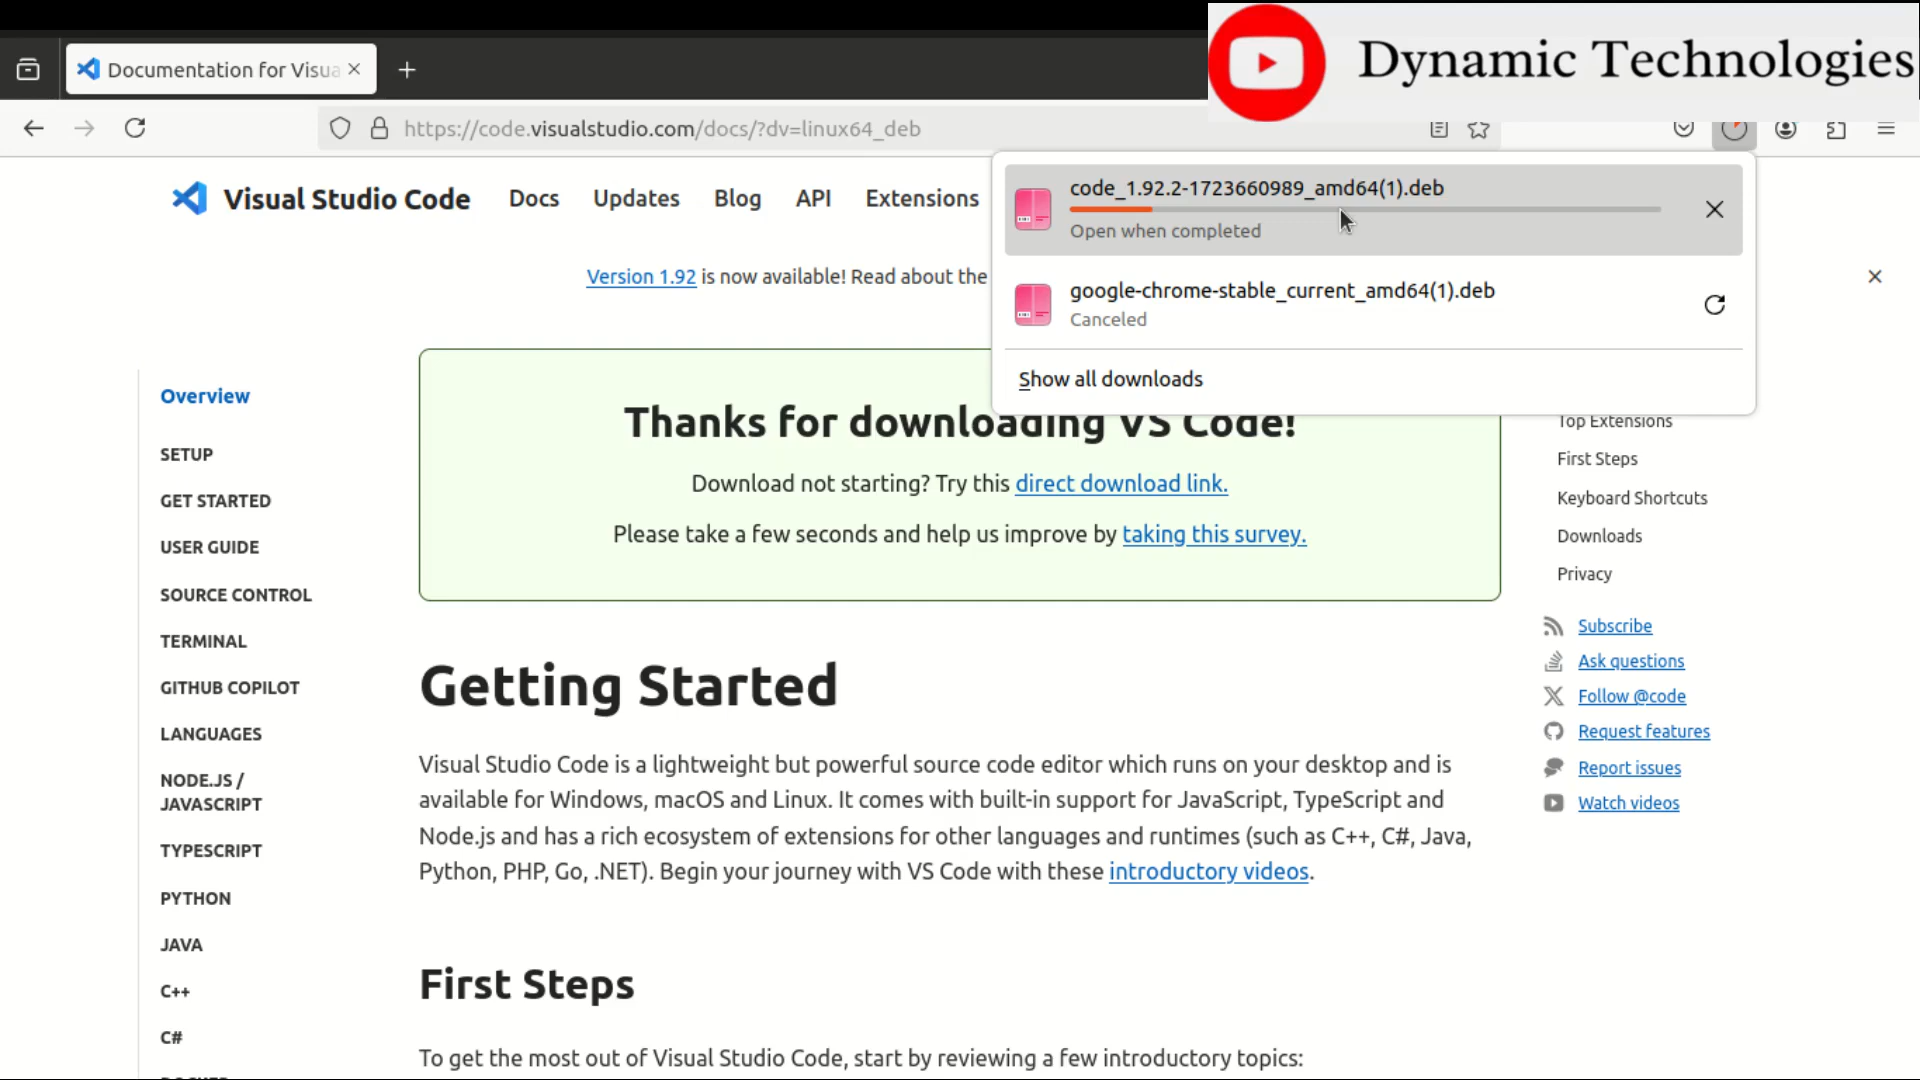 Dynamic Technologies
Documentation for Visua
https://code.visualstudio.com/docs/?dv=linux64_deb
Visual Studio Code
Docs
Updates
Blog
API
Extensions
code_1.92.2-1723660989_amd64(1).deb
Open when completed
google-chrome-stable_current_amd64(1).deb
Canceled
Show all downloads
Version 1.92 is now available! Read about the
Thanks for downloading VS Code!
Download not starting? Try this direct download link.
Please take a few seconds and help us improve by taking this survey.
Overview
SETUP
GET STARTED
USER GUIDE
SOURCE CONTROL
TERMINAL
GITHUB COPILOT
LANGUAGES
NODE.JS /
JAVASCRIPT
TYPESCRIPT
PYTHON
JAVA
C++
C#
Getting Started
Visual Studio Code is a lightweight but powerful source code editor which runs on your desktop and is
available for Windows, macOS and Linux. It comes with built-in support for JavaScript, TypeScript and
Node.js and has a rich ecosystem of extensions for other languages and runtimes (such as C++, C#, Java,
Python, PHP, Go, .NET). Begin your journey with VS Code with these introductory videos.
First Steps
To get the most out of Visual Studio Code, start by reviewing a few introductory topics:
Top Extensions
First Steps
Keyboard Shortcuts
Downloads
Privacy
Subscribe
Ask questions
Follow @code
Request features
Report issues
Watch videos